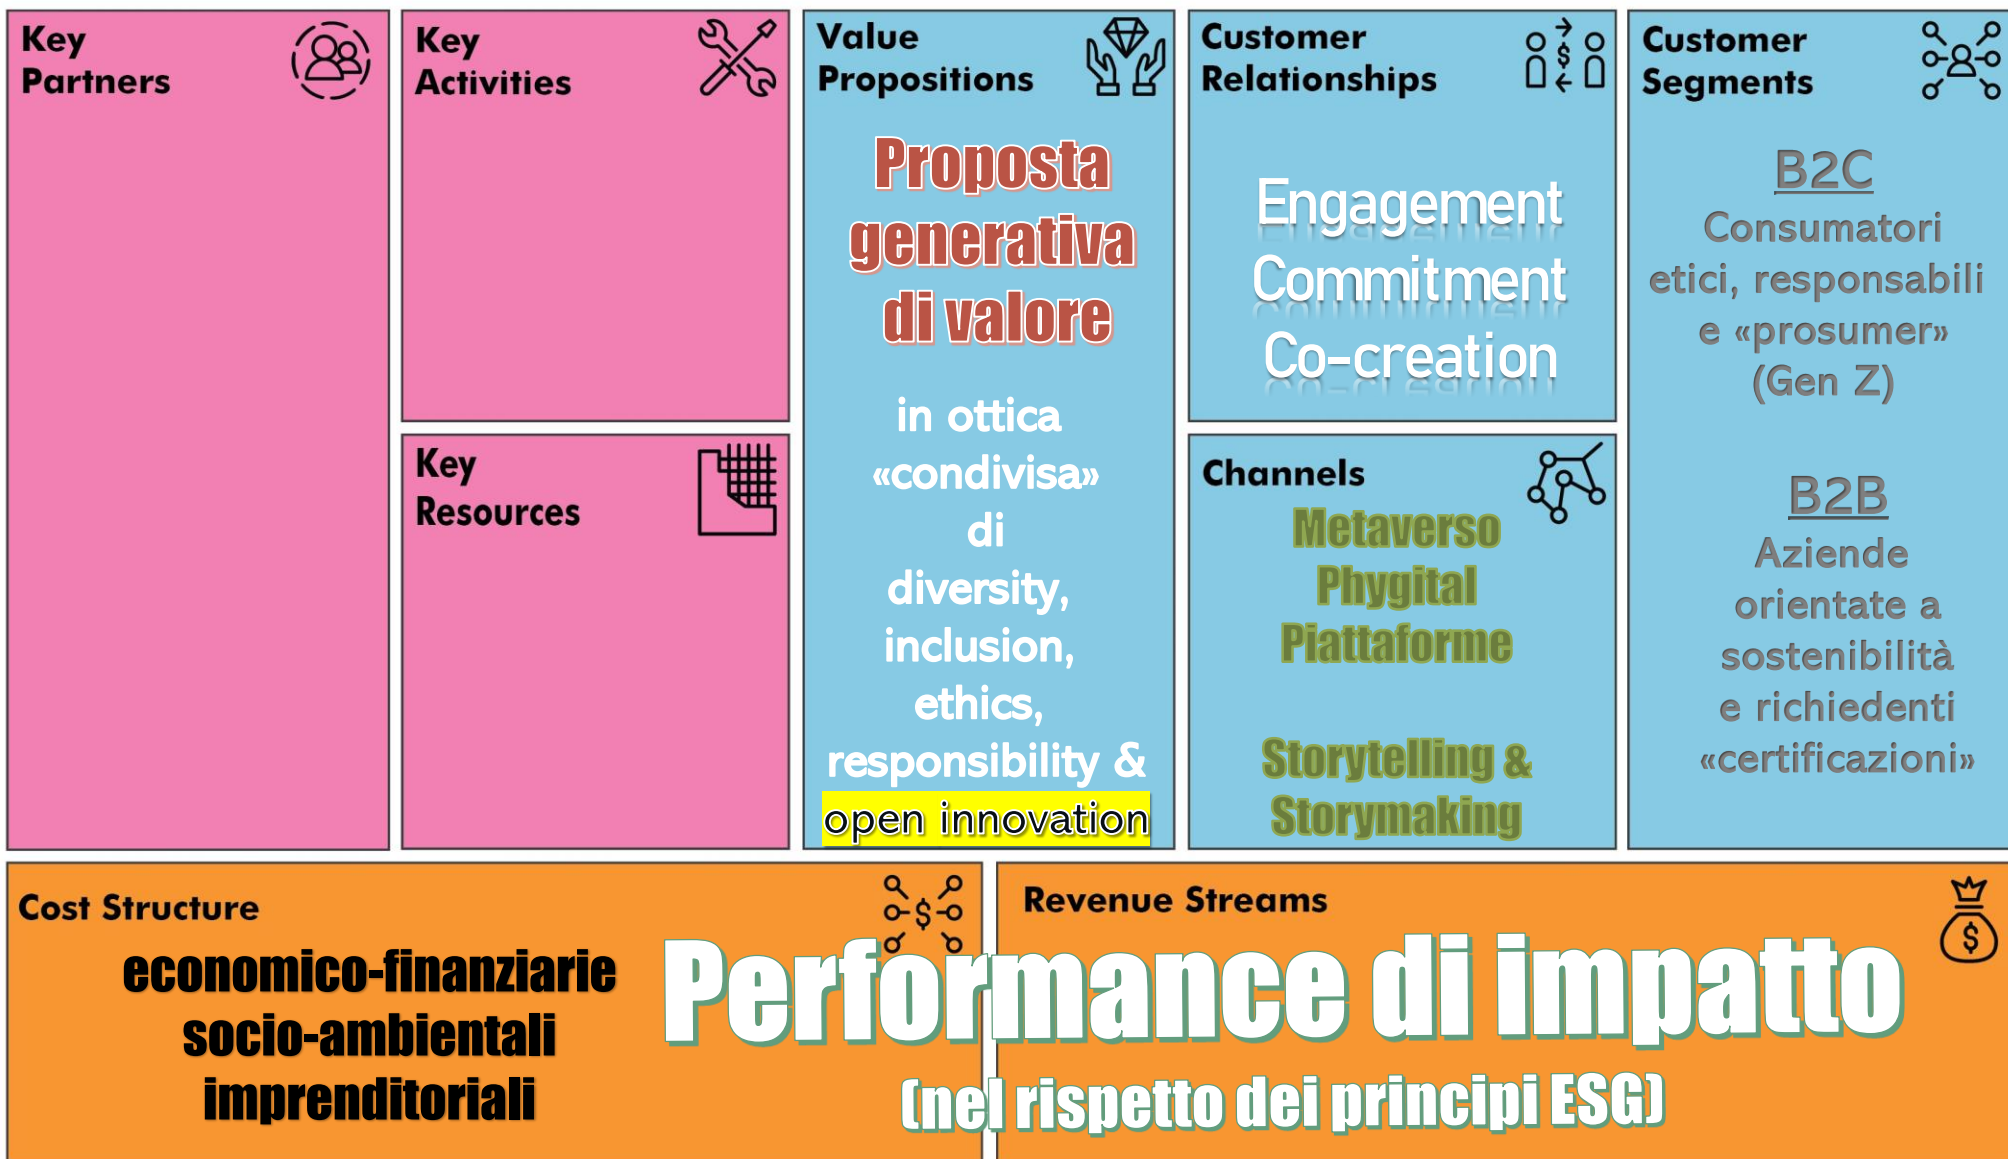 Key
Partners
Key
Activities
Key
Resources
Value
Propositions
Proposta
generativa
di valore
in ottica
«condivisa»
di
diversity,
inclusion,
ethics,
responsibility &
open innovation
Customer
Relationships
Engagement
Commitment
Co-creation
Channels
Metaverso
Phygital
Piattaforme
Storytelling &
Storymaking
Customer
Segments
B2C
Consumatori
etici, responsabili
e «prosumer»
(Gen Z)
B2B
Aziende
orientate a
sostenibilità
e richiedenti
«certificazioni»
Cost Structure
economico-finanziarie
socio-ambientali
imprenditoriali
Revenue Streams
Performance di impatto
(nel rispetto dei principi ESG)